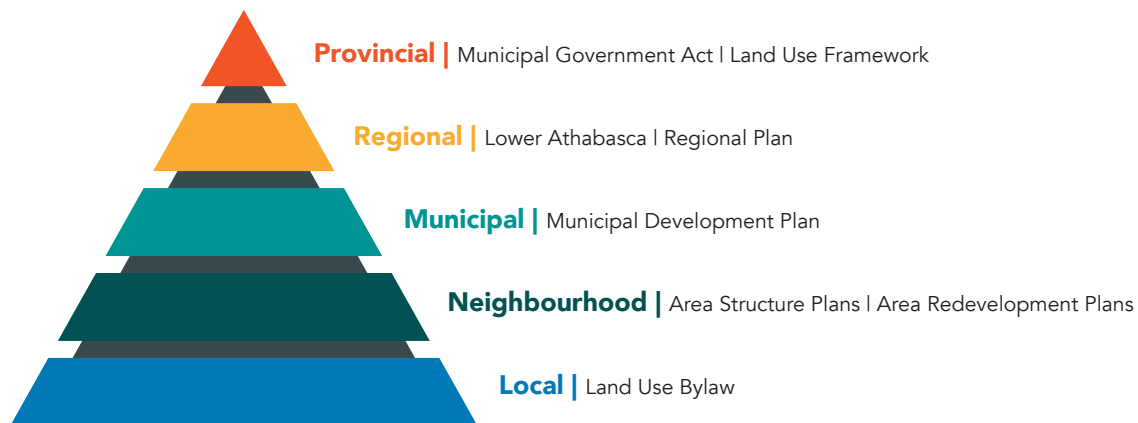 Provincial | Municipal Government Act | Land Use Framework
Regional | Lower Athabasca | Regional Plan
Municipal | Municipal Development Plan
Neighbourhood | Area Structure Plans | Area Redevelopment Plans
Local | Land Use Bylaw